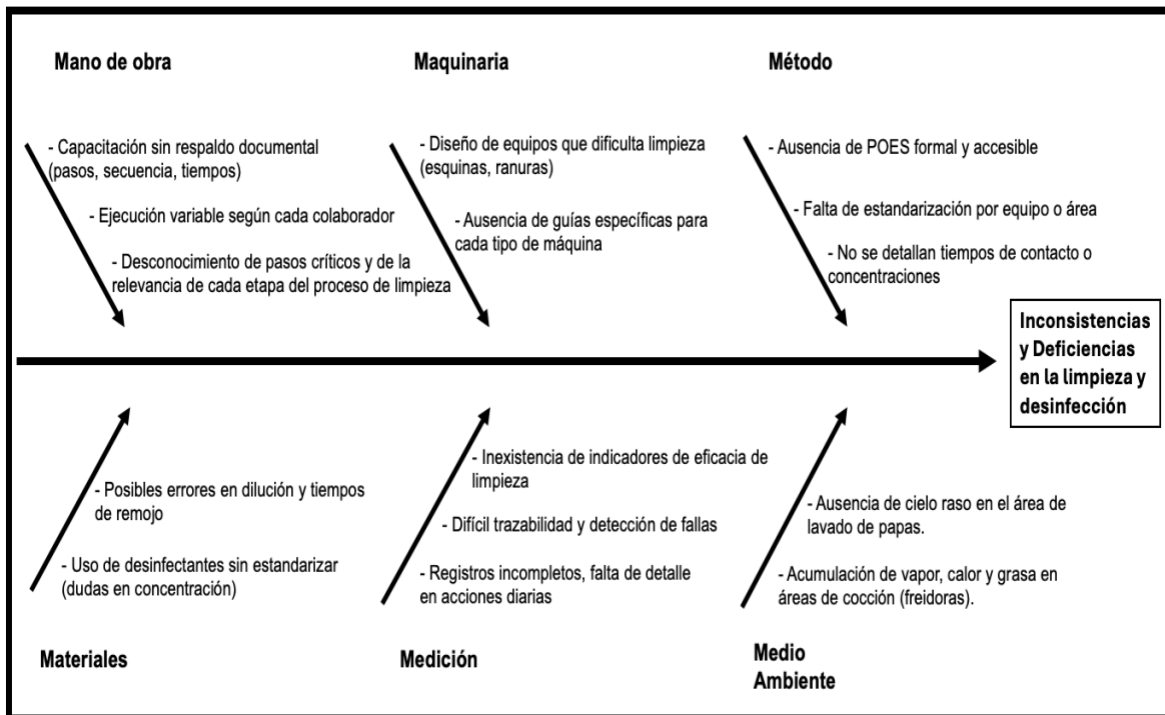 Mano de obra
- Capacitación sin respaldo documental
(pasos, secuencia, tiempos)
- Ejecución variable según cada colaborador
- Desconocimiento de pasos críticos y de la
relevancia de cada etapa del proceso de limpieza
Maquinaria
- Diseño de equipos que dificulta limpieza
(esquinas, ranuras)
- Ausencia de guías específicas para
cada tipo de máquina
Método
- Ausencia de POES formal y accesible
- Falta de estandarización por equipo o área
- No se detallan tiempos de contacto o
concentraciones
Inconsistencias
y Deficiencias
en la limpieza y
desinfección
- Posibles errores en dilución y tiempos
de remojo
- Uso de desinfectantes sin estandarizar
(dudas en concentración)
Materiales
- Inexistencia de indicadores de eficacia de
limpieza
- Difícil trazabilidad y detección de fallas
- Registros incompletos, falta de detalle
en acciones diarias
Medición
- Ausencia de cielo raso en el área de
lavado de papas.
- Acumulación de vapor, calor y grasa en
áreas de cocción (freidoras).
Medio
Ambiente